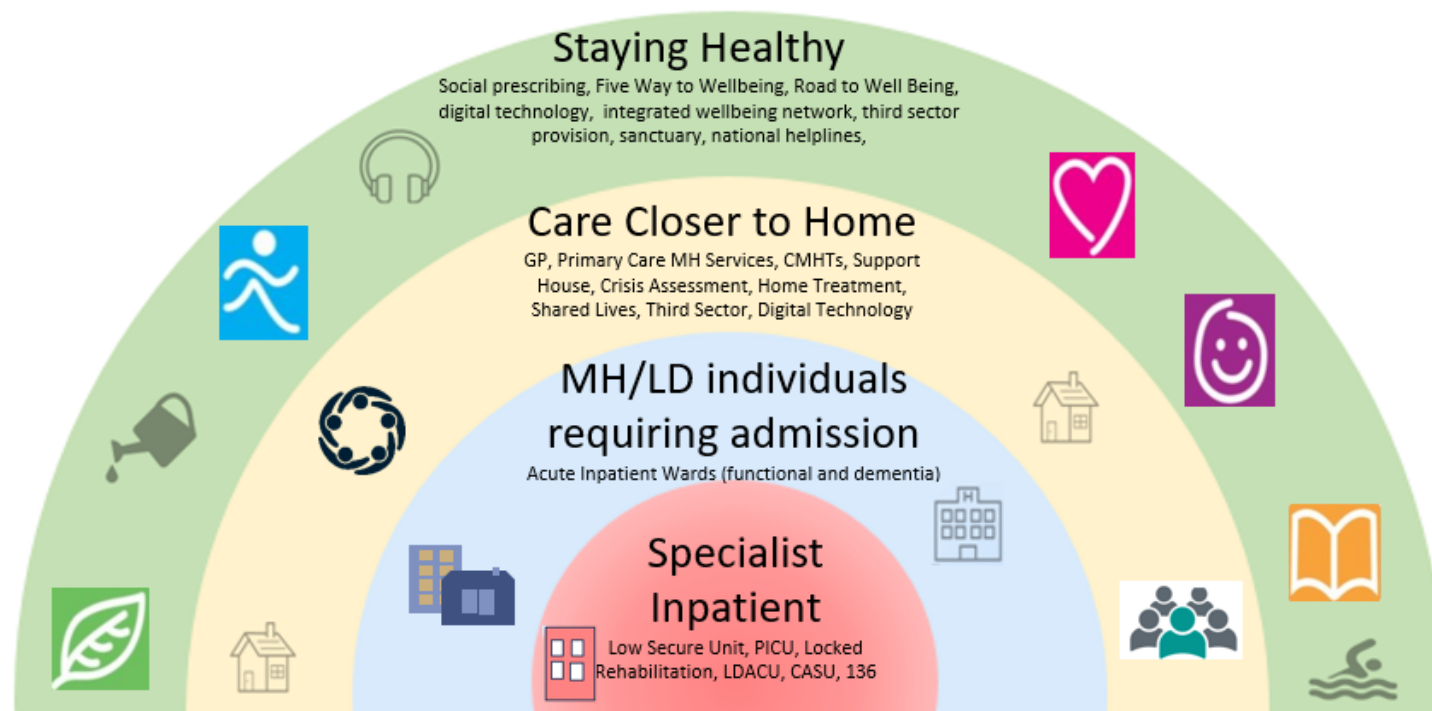 Staying Healthy
Social prescribing, Five Way to Wellbeing, Road to Well Being,
digital technology, integrated wellbeing network, third sector
provision, sanctuary, national helplines,
Care Closer to Home
GP, Primary Care MH Services, CMHTs, Support
House, Crisis Assessment, Home Treatment,
Shared Lives, Third Sector, Digital Technology
MH/LD individuals
requiring admission
Acute Inpatient Wards (functional and dementia)
H
Specialist
Inpatient
Low Secure Unit, PICU, Locked
Rehabilitation, LDACU, CASU, 136